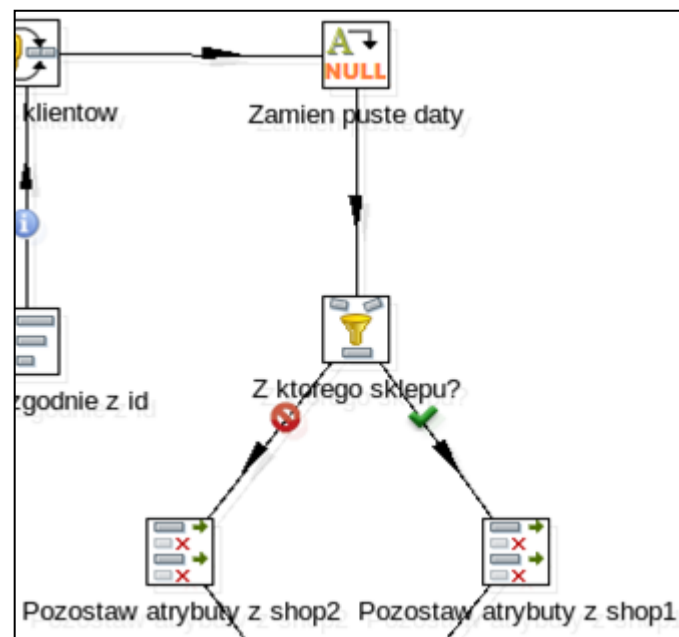 A
NULL
klientow
Zamien puste daty
i
Z ktorego sklepu?
zgodnie z id
Pozostaw atrybuty z shop2
Pozostaw atrybuty z shop1